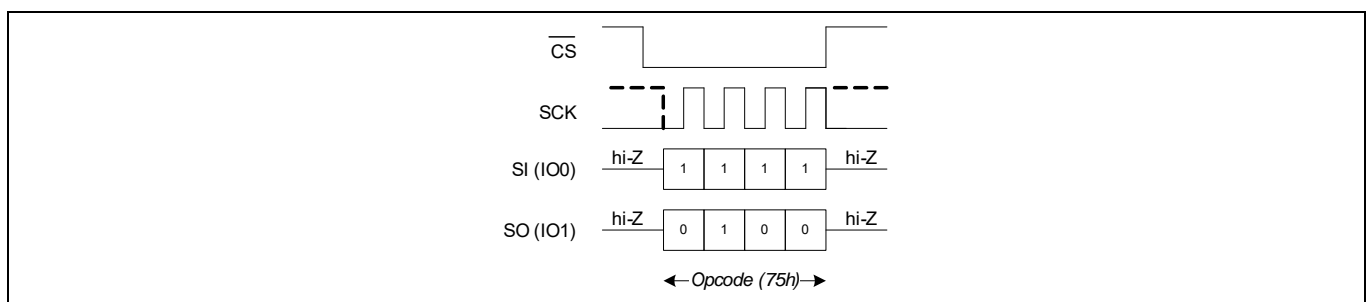 CS
SCK
SI (IO0) hi-Z 1 1 1 1 hi-Z
SO (IO1) hi-Z 0 1 0 0 hi-Z
Opcode (75h)